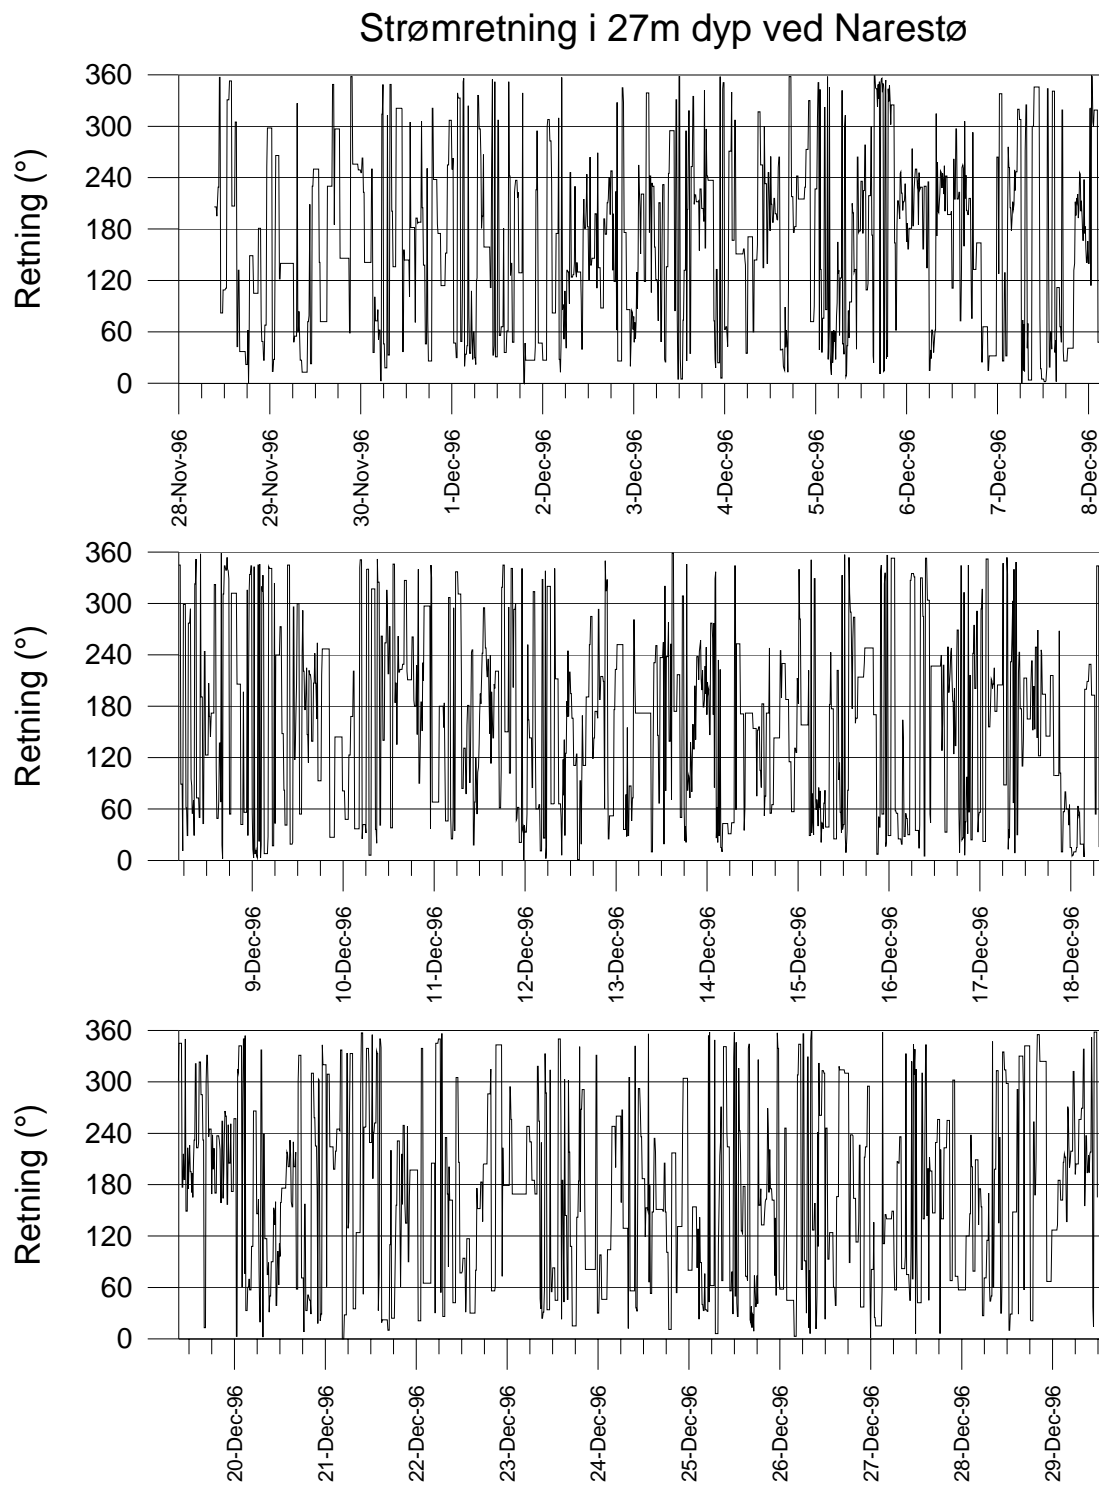 Strømretning i 27m dyp ved Narestø
Retning (°)
360
300
240
180
120
60
0
28-Nov-96
29-Nov-96
30-Nov-96
1-Dec-96
2-Dec-96
3-Dec-96
4-Dec-96
5-Dec-96
6-Dec-96
7-Dec-96
8-Dec-96
Retning (°)
360
300
240
180
120
60
0
9-Dec-96
10-Dec-96
11-Dec-96
12-Dec-96
13-Dec-96
14-Dec-96
15-Dec-96
16-Dec-96
17-Dec-96
18-Dec-96
Retning (°)
360
300
240
180
120
60
0
20-Dec-96
21-Dec-96
22-Dec-96
23-Dec-96
24-Dec-96
25-Dec-96
26-Dec-96
27-Dec-96
28-Dec-96
29-Dec-96